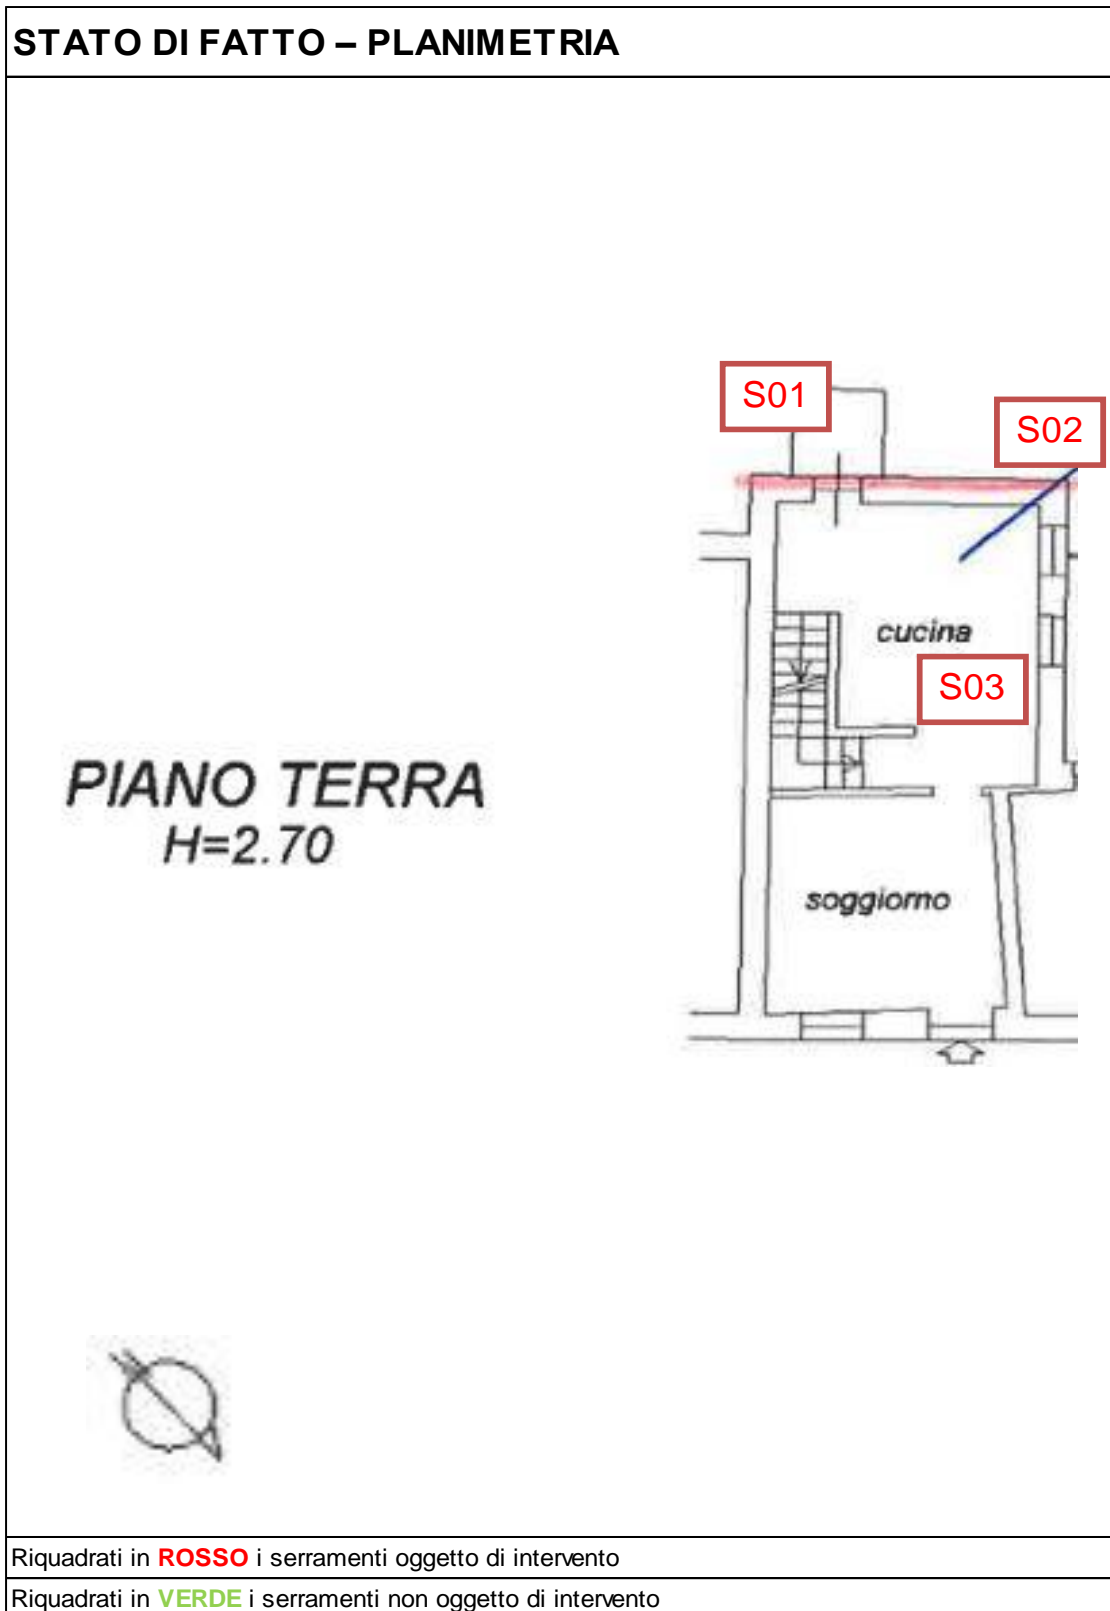 STATO DI FATTO – PLANIMETRIA
S01
S02
cucina
S03
PIANO TERRA
H=2.70
soggiorno
Riquadrati in ROSSO i serramenti oggetto di intervento
Riquadrati in VERDE i serramenti non oggetto di intervento